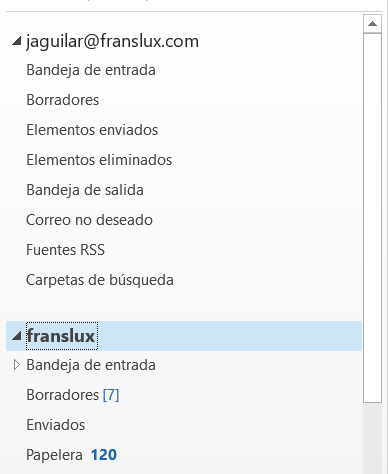 jaguilar@franslux.com
Bandeja de entrada
Borradores
Elementos enviados
Elementos eliminados
Bandeja de salida
Correo no deseado
Fuentes RSS
Carpetas de búsqueda
franslux
Bandeja de entrada
Borradores [7]
Enviados
Papelera 120